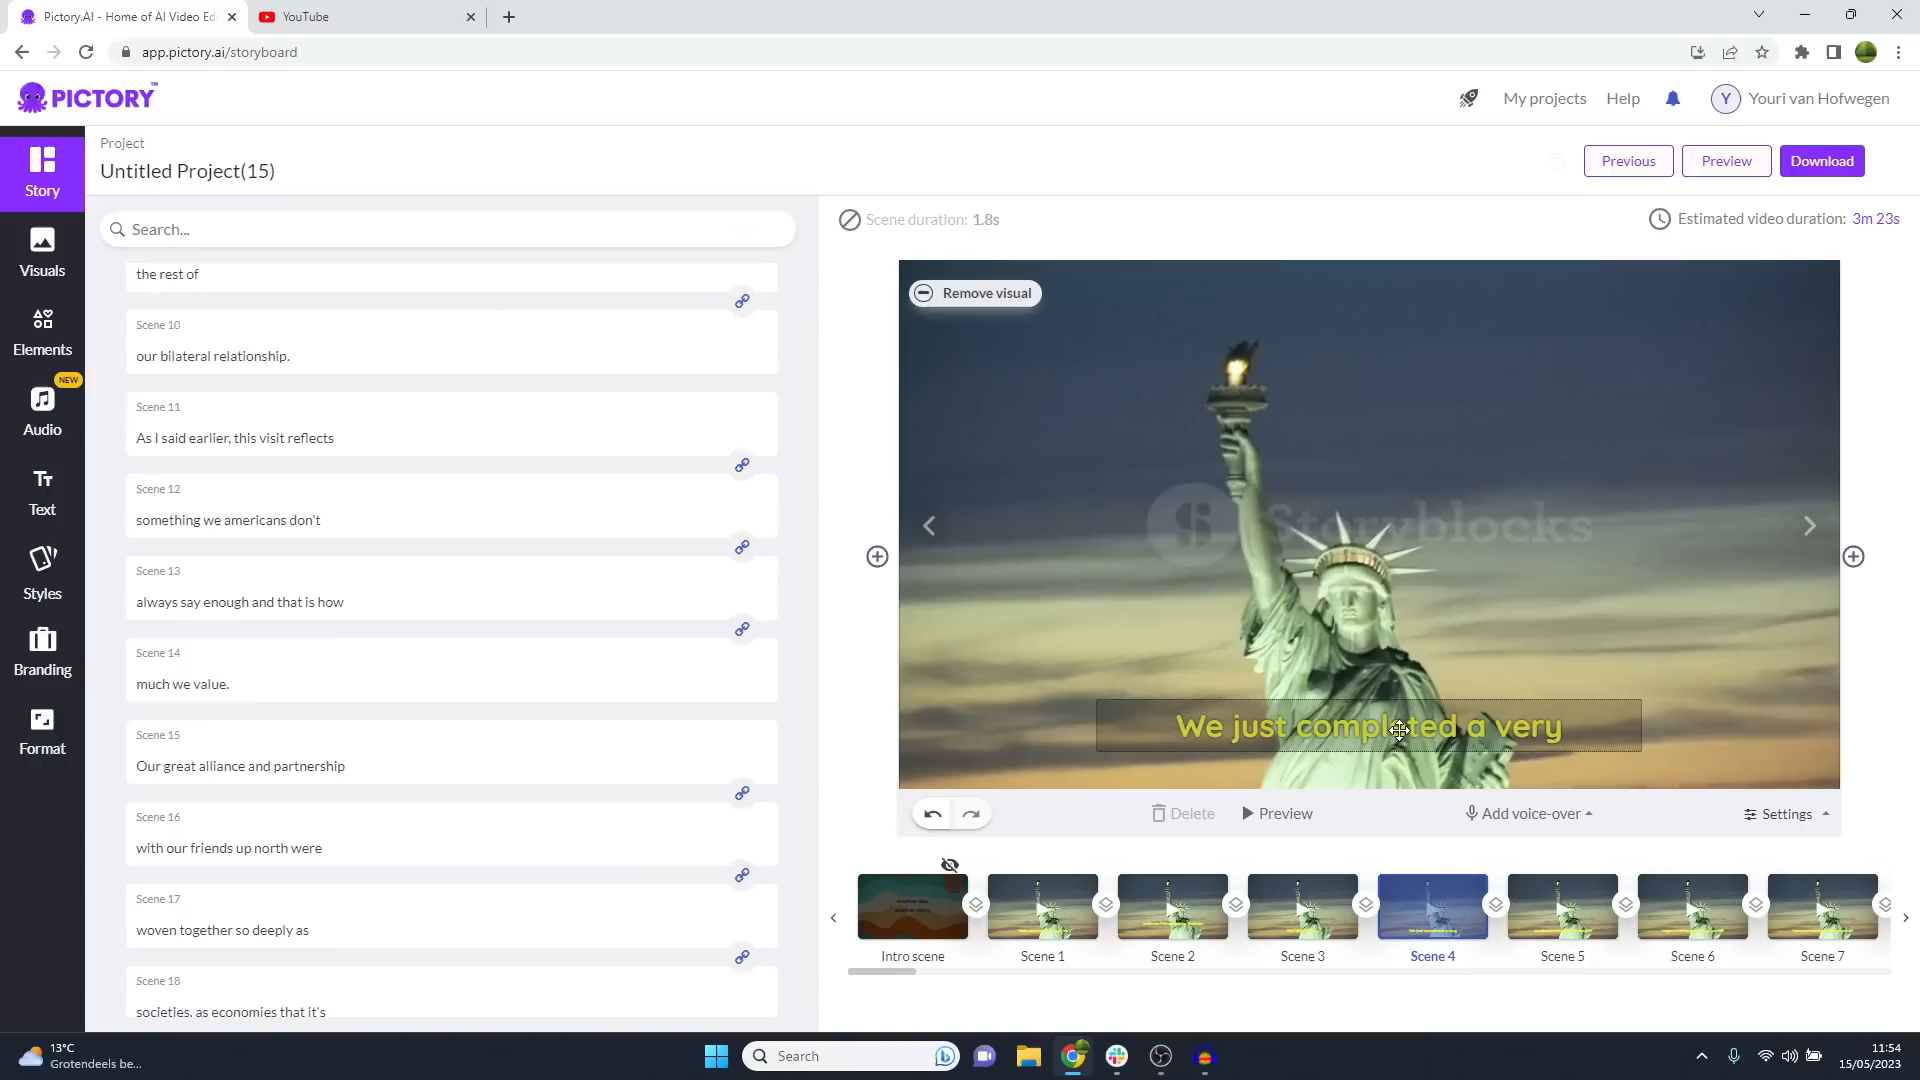 Pictory.AI - Home of AI Video Edi
YouTube
app.pictory.ai/storyboard
PICTORY
My projects
Help
Y
Youri van Hofwegen
Story
Visuals
Elements
NEW
Audio
Text
Styles
Branding
Format
Project
Untitled Project(15)
Previous
Preview
Download
Search...
the rest of
Scene 10
our bilateral relationship.
Scene 11
As I said earlier, this visit reflects
Scene 12
something we americans don't
Scene 13
always say enough and that is how
Scene 14
much we value.
Scene 15
Our great alliance and partnership
Scene 16
with our friends up north were
Scene 17
woven together so deeply as
Scene 18
societies. as economies that it's
Scene duration: 1.8s
Estimated video duration: 3m 23s
Remove visual
Storyblocks
We just completed a very
Delete
Preview
Add voice-over
Settings
Intro scene
Scene 1
Scene 2
Scene 3
Scene 4
Scene 5
Scene 6
Scene 7
13°C
Grotendeels be...
Search
11:54
15/05/2023